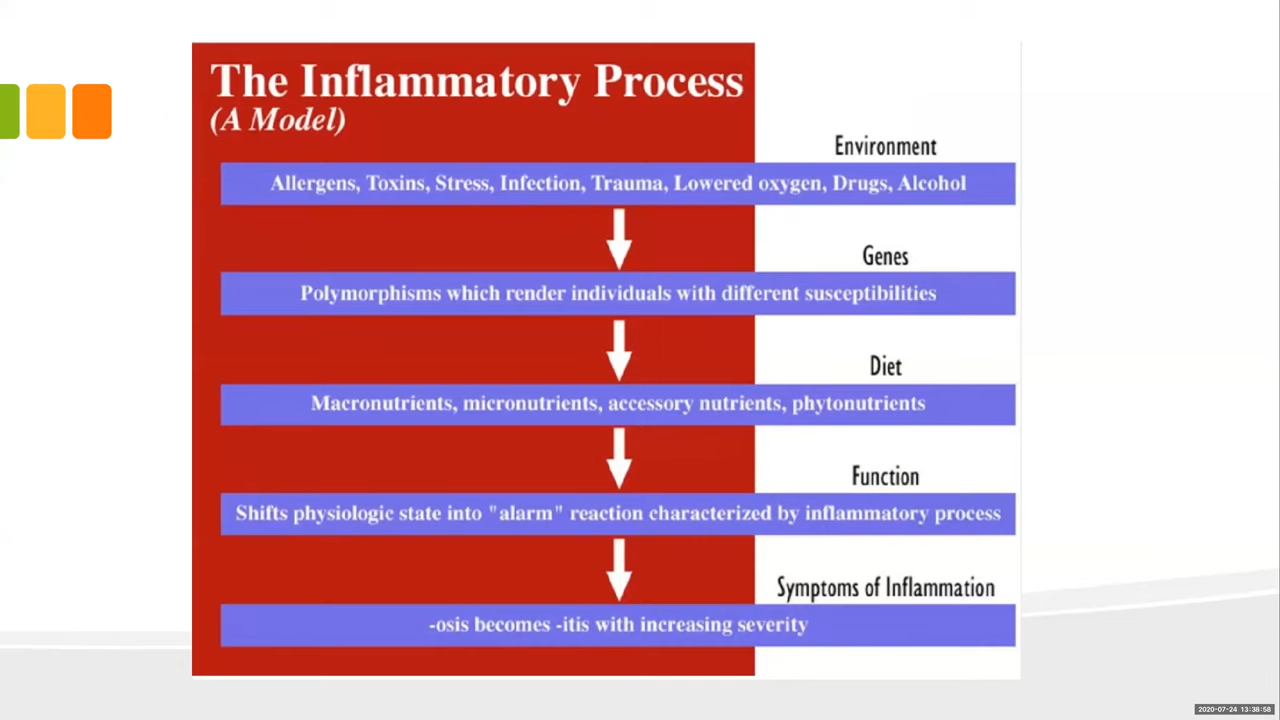 The Inflammatory Process
(A Model)
Environment
Allergens, Toxins, Stress, Infection, Trauma, Lowered oxygen, Drugs, Alcohol
Genes
Polymorphisms which render individuals with different susceptibilities
Diet
Macronutrients, micronutrients, accessory nutrients, phytonutrients
Function
Shifts physiologic state into "alarm" reaction characterized by inflammatory process
Symptoms of Inflammation
-osis becomes -itis with increasing severity
2020-07-24 13:38:58